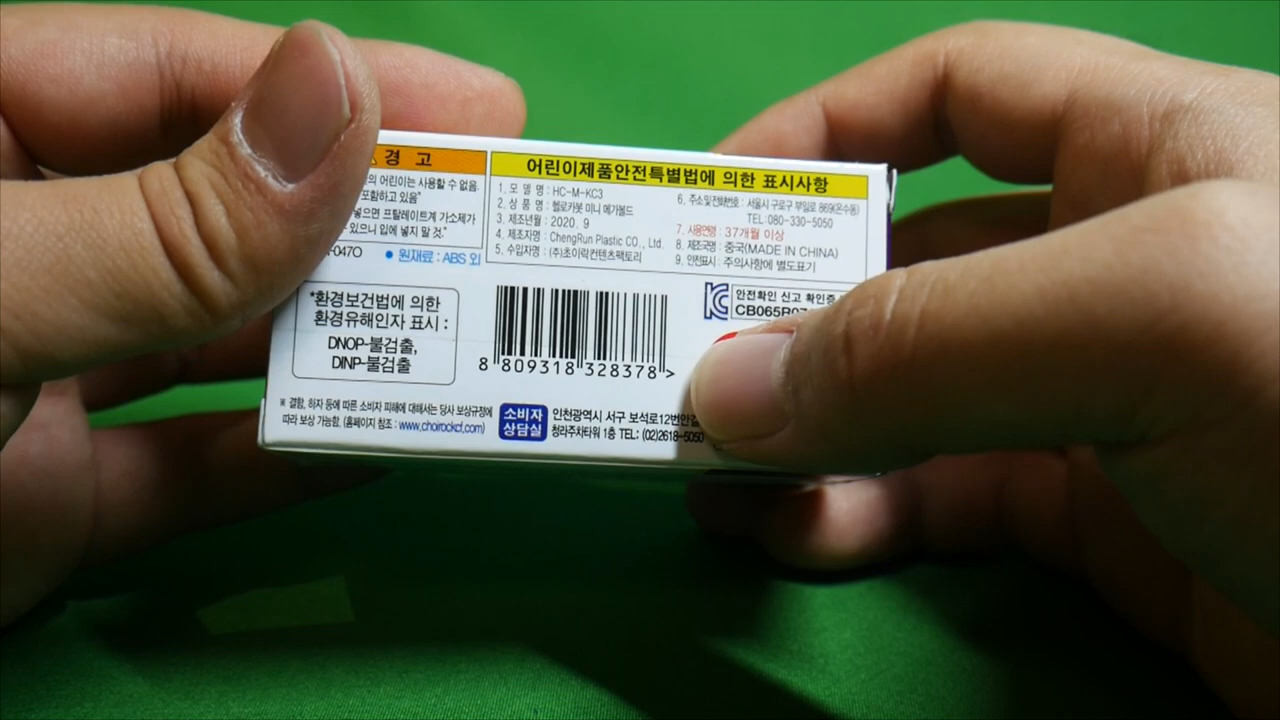 경 고
의 어린이는 사용할 수 없음.
포함하고 있음"
넣으면 프탈레이트계 가소제가
있으니 입에 넣지 말 것."
-0470
● 원재료 : ABS 외
어린이제품안전특별법에 의한 표시사항
1. 모 델 명 : HC-M-KC3
2. 상 품 명 : 헬로카봇 미니 메가볼드
3. 제조년월 : 2020. 9
4. 제조자명 : ChengRun Plastic CO., Ltd.
5. 수입자명 : (주)초이락컨텐츠팩토리
6. 주소 및 전화번호 : 서울시 구로구 부일로 869(온수동)
TEL:080-330-5050
7. 사용연령 : 37개월 이상
8. 제조국명 : 중국(MADE IN CHINA)
9. 안전표시 : 주의사항에 별도표기
*환경보건법에 의한
환경유해인자 표시 :
DNOP-불검출,
DINP-불검출
8 809318 328378 >
안전확인 신고 확인증
CB065R07
※ 결함, 하자 등에 따른 소비자 피해에 대해서는 당사 보상규정에
따라 보상 가능함. (홈페이지 참조 : www.choirockcf.com)
소비자
상담실
인천광역시 서구 보석로12번안길
청라주차타워 1층 TEL: (02)2618-5050